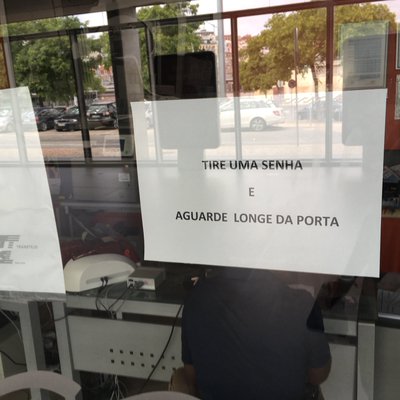 TIRE UMA SENHA
E
AGUARDE LONGE DA PORTA